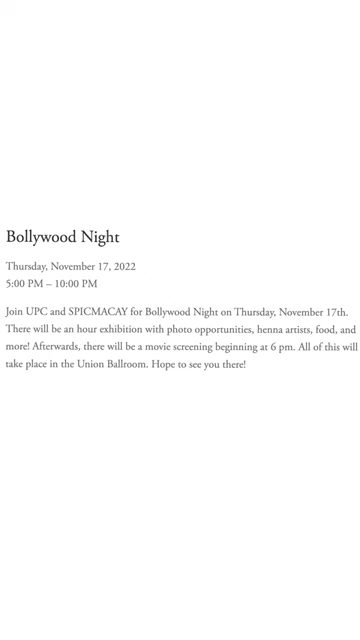 Bollywood Night
Thursday, November 17, 2022
5:00 PM – 10:00 PM
Join UPC and SPICMACAY for Bollywood Night on Thursday, November 17th.
There will be an hour exhibition with photo opportunities, henna artists, food, and
more! Afterwards, there will be a movie screening beginning at 6 pm. All of this will
take place in the Union Ballroom. Hope to see you there!